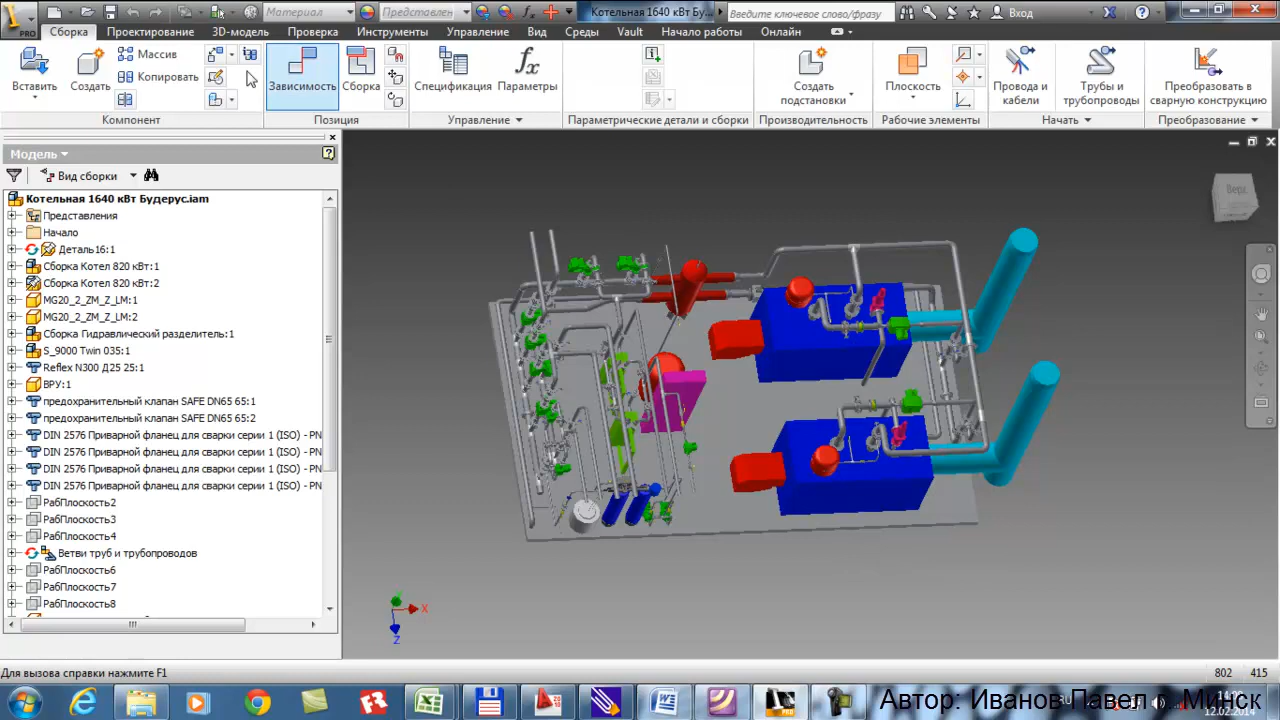 Материал
Представлен
Котельная 1640 кВт Бу...
Введите ключевое слово/фразу
Вход
PRO
Сборка
Проектирование
3D-модель
Проверка
Инструменты
Управление
Вид
Среды
Vault
Начало работы
Онлайн
Вставить
Создать
Массив
Копировать
Зависимость
Сборка
Спецификация
Параметры
Создать подстановки
Плоскость
Провода и кабели
Трубы и трубопроводы
Преобразовать в сварную конструкцию
Компонент
Позиция
Управление
Параметрические детали и сборки
Производительность
Рабочие элементы
Начать
Преобразование
Модель
Вид сборки
Котельная 1640 кВт Будерус.iam
Представления
Начало
Деталь16:1
Сборка Котел 820 кВт:1
Сборка Котел 820 кВт:2
MG20_2_ZM_Z_LM:1
MG20_2_ZM_Z_LM:2
Сборка Гидравлический разделитель:1
S_9000 Twin 035:1
Reflex N300 Д25 25:1
ВРУ:1
предохранительный клапан SAFE DN65 65:1
предохранительный клапан SAFE DN65 65:2
DIN 2576 Приварной фланец для сварки серии 1 (ISO) - PN
DIN 2576 Приварной фланец для сварки серии 1 (ISO) - PN
DIN 2576 Приварной фланец для сварки серии 1 (ISO) - PN
DIN 2576 Приварной фланец для сварки серии 1 (ISO) - PN
РабПлоскость2
РабПлоскость3
РабПлоскость4
Ветви труб и трубопроводов
РабПлоскость6
РабПлоскость7
РабПлоскость8
Верх
X
Z
Для вызова справки нажмите F1
802 415
Автор: Иванов Павел г. Минск
12.02.2014